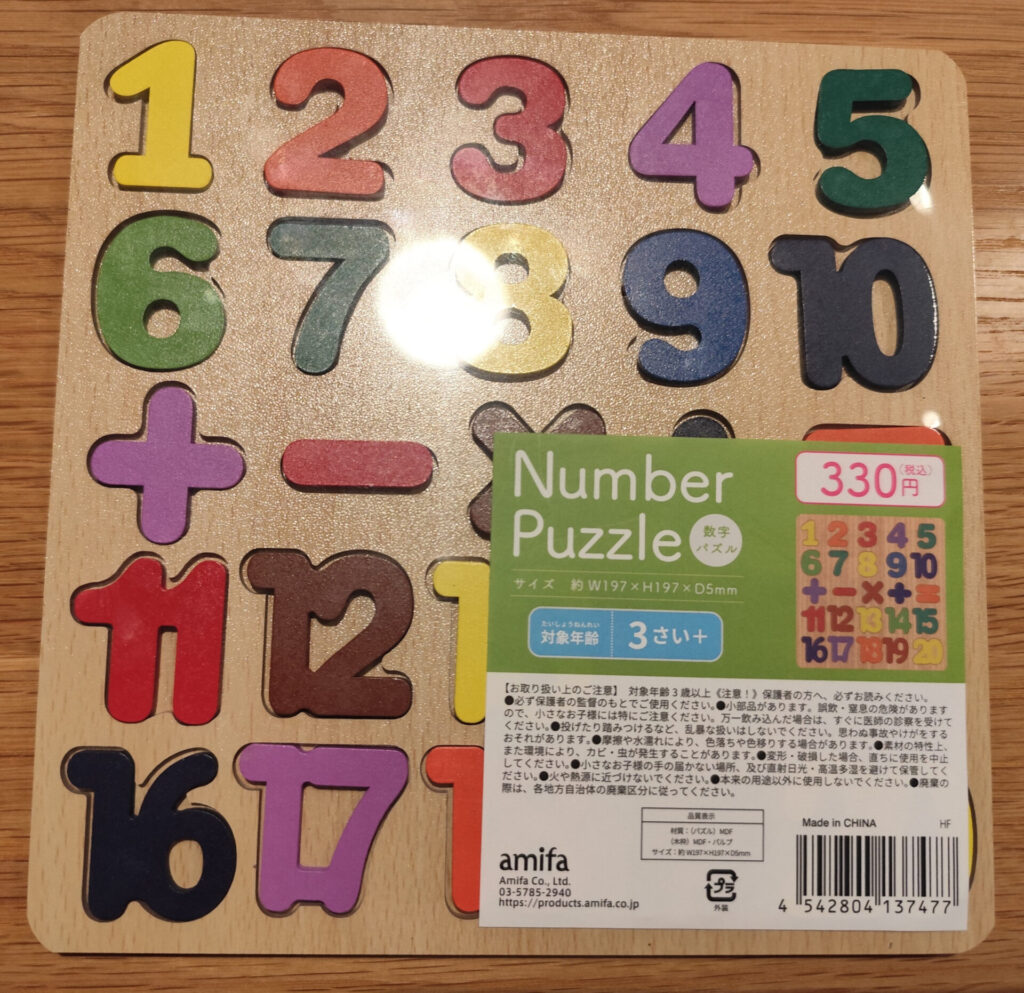 1 2 3 4 5
6 7 8 9 10
+ − ×
11 12
16 17
Number
Puzzle
数字
パズル
330円
(税込)
サイズ 約W197×H197×D5mm
たいしょうねんれい
対象年齢 3さい+
1 2 3 4 5
6 7 8 9 10
+ − × + =
11 12 13 14 15
16 17 18 19 20
【お取り扱い上のご注意】 対象年齢3歳以上《注意!》保護者の方へ、必ずお読みください。
●必ず保護者の監督のもとでご使用ください。●小部品があります。誤飲・窒息の危険があります
ので、小さなお子様には特にご注意ください。万一飲み込んだ場合は、すぐに医師の診察を受けて
ください。●投げたり踏みつけるなど、乱暴な扱いはしないでください。思わぬ事故やけがをする
おそれがあります。●摩擦や水濡れにより、色落ちや色移りする場合があります。●素材の特性上、
また環境により、カビ・虫が発生することがあります。●変形・破損した場合、直ちに使用を中止
してください。●小さなお子様の手の届かない場所、及び直射日光・高温多湿を避けて保管してく
ださい。●火や熱源に近づけないでください。●本来の用途以外に使用しないでください。●廃棄の
際は、各地方自治体の廃棄区分に従ってください。
品質表示
材質:(パズル)MDF
(木枠)MDF・パルプ
サイズ:約W197×H197×D5mm
amifa
Amifa Co., Ltd.
03-5785-2940
https://products.amifa.co.jp
プラ
外装
Made in CHINA HF
4 542804 137477